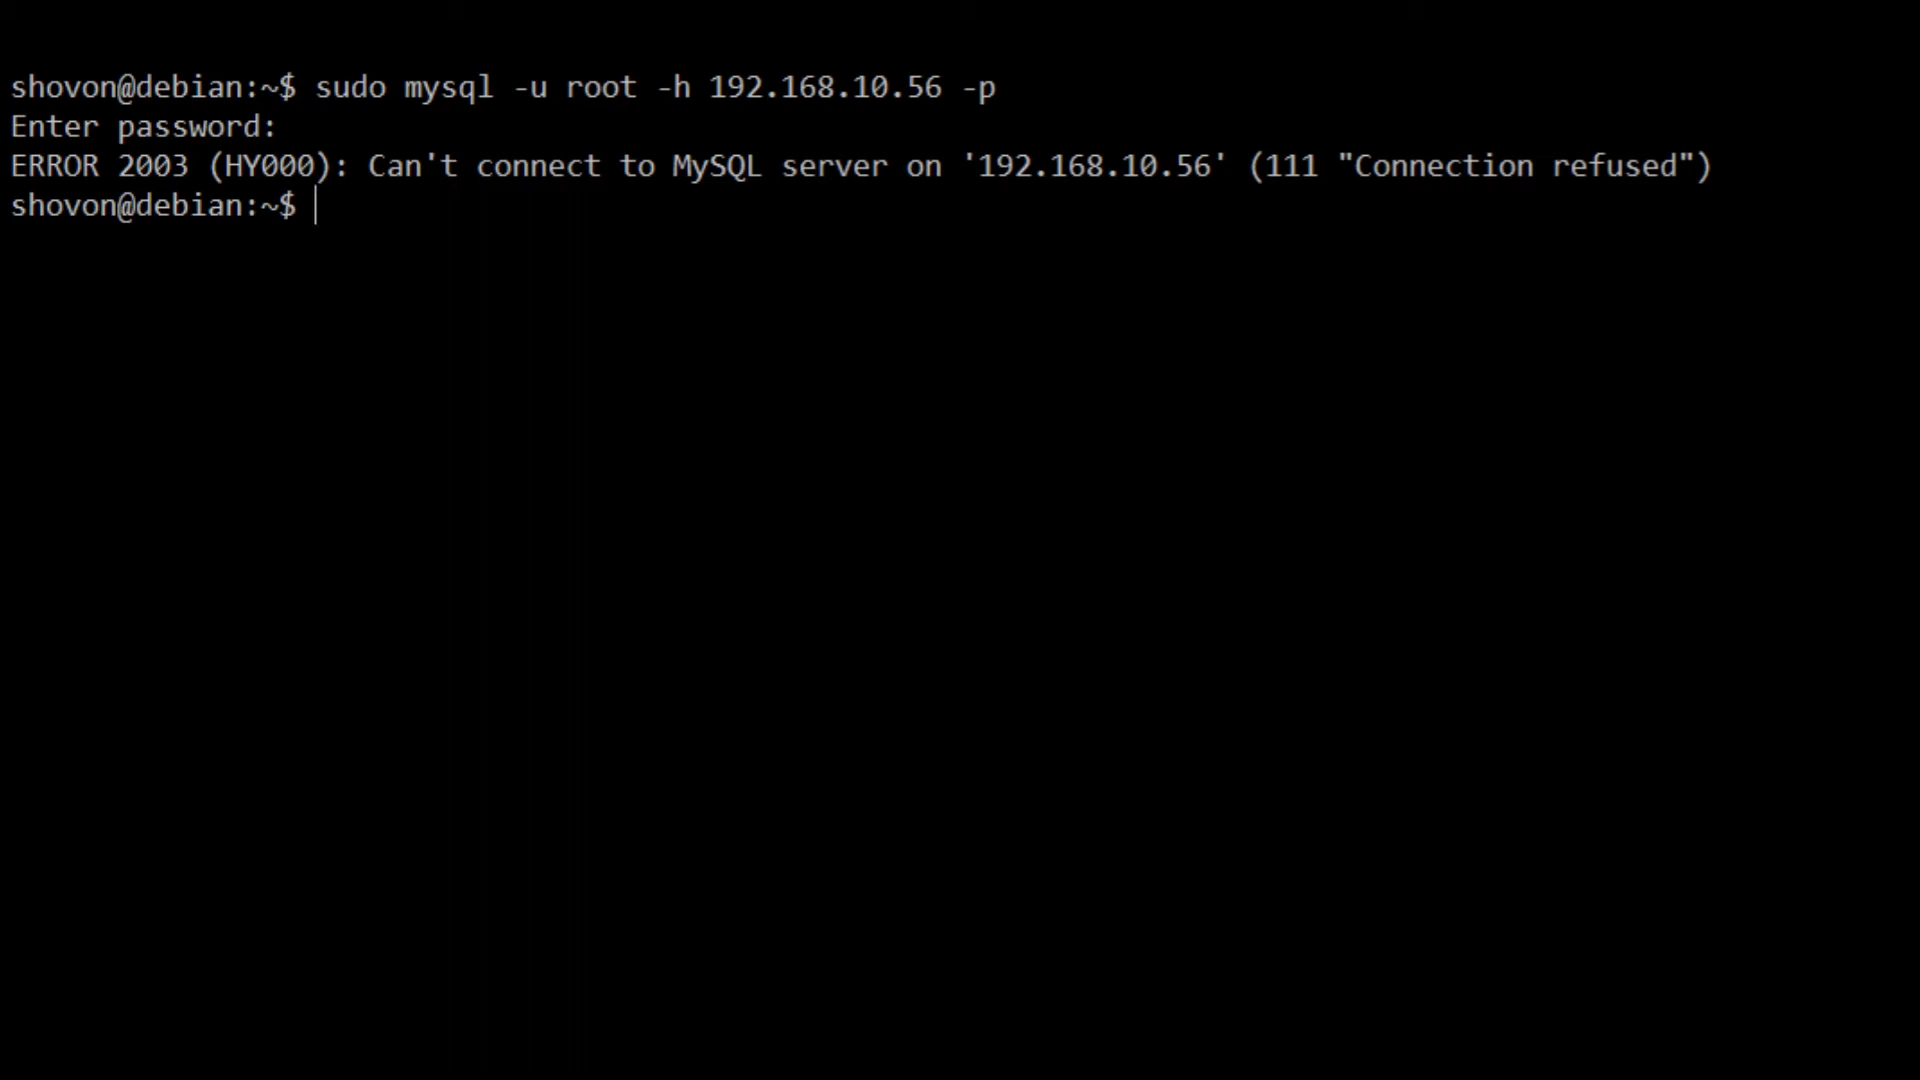 shovon@debian:~$ sudo mysql -u root -h 192.168.10.56 -p
Enter password:
ERROR 2003 (HY000): Can't connect to MySQL server on '192.168.10.56' (111 "Connection refused")
shovon@debian:~$